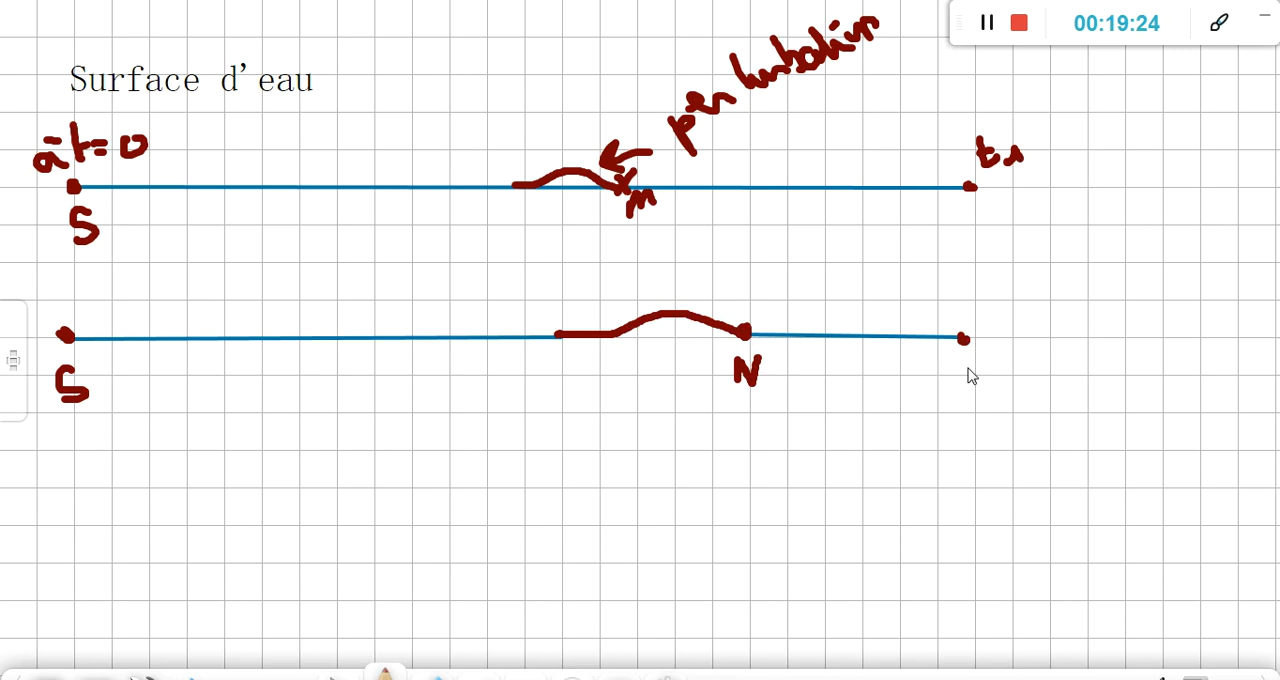 00:19:24
Surface d'eau
perturbation
à t=0
t1
S
M
S
N